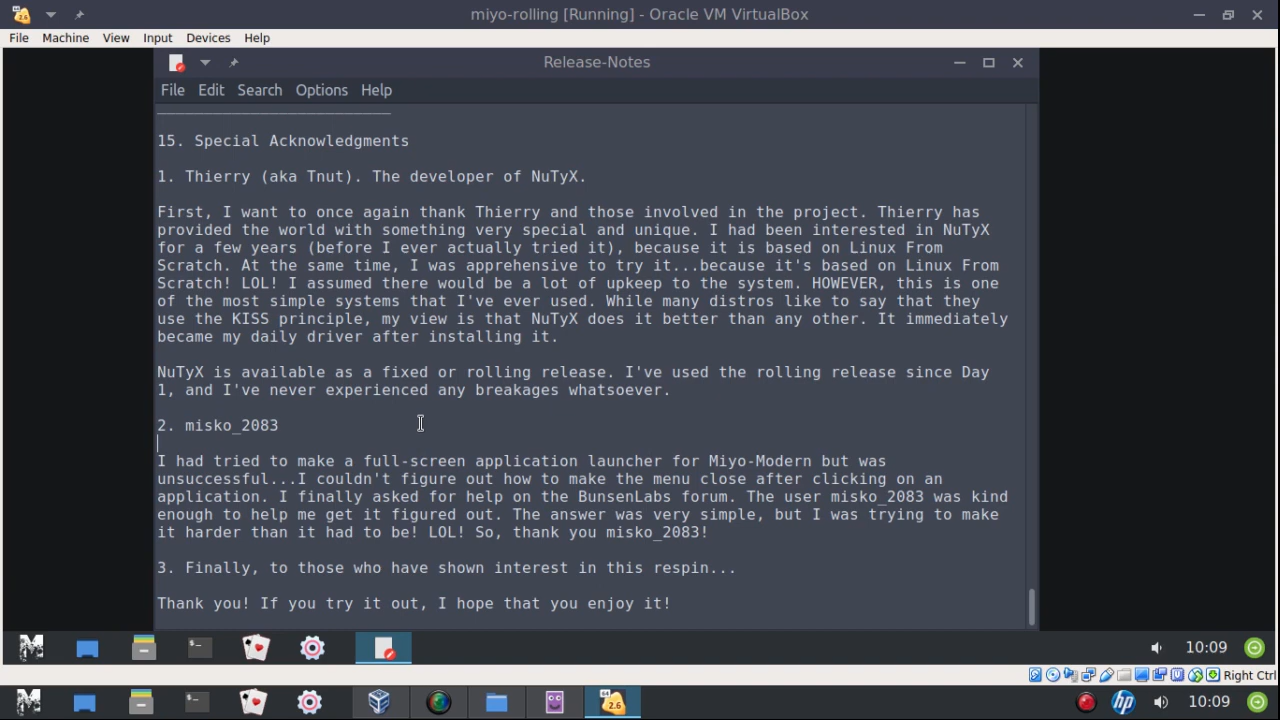 miyo-rolling [Running] - Oracle VM VirtualBox
File Machine View Input Devices Help
Release-Notes
File Edit Search Options Help
15. Special Acknowledgments
1. Thierry (aka Tnut). The developer of NuTyX.
First, I want to once again thank Thierry and those involved in the project. Thierry has
provided the world with something very special and unique. I had been interested in NuTyX
for a few years (before I ever actually tried it), because it is based on Linux From
Scratch. At the same time, I was apprehensive to try it...because it's based on Linux From
Scratch! LOL! I assumed there would be a lot of upkeep to the system. HOWEVER, this is one
of the most simple systems that I've ever used. While many distros like to say that they
use the KISS principle, my view is that NuTyX does it better than any other. It immediately
became my daily driver after installing it.
NuTyX is available as a fixed or rolling release. I've used the rolling release since Day
1, and I've never experienced any breakages whatsoever.
2. misko_2083
I had tried to make a full-screen application launcher for Miyo-Modern but was
unsuccessful...I couldn't figure out how to make the menu close after clicking on an
application. I finally asked for help on the BunsenLabs forum. The user misko_2083 was kind
enough to help me get it figured out. The answer was very simple, but I was trying to make
it harder than it had to be! LOL! So, thank you misko_2083!
3. Finally, to those who have shown interest in this respin...
Thank you! If you try it out, I hope that you enjoy it!
10:09
Right Ctrl
10:09